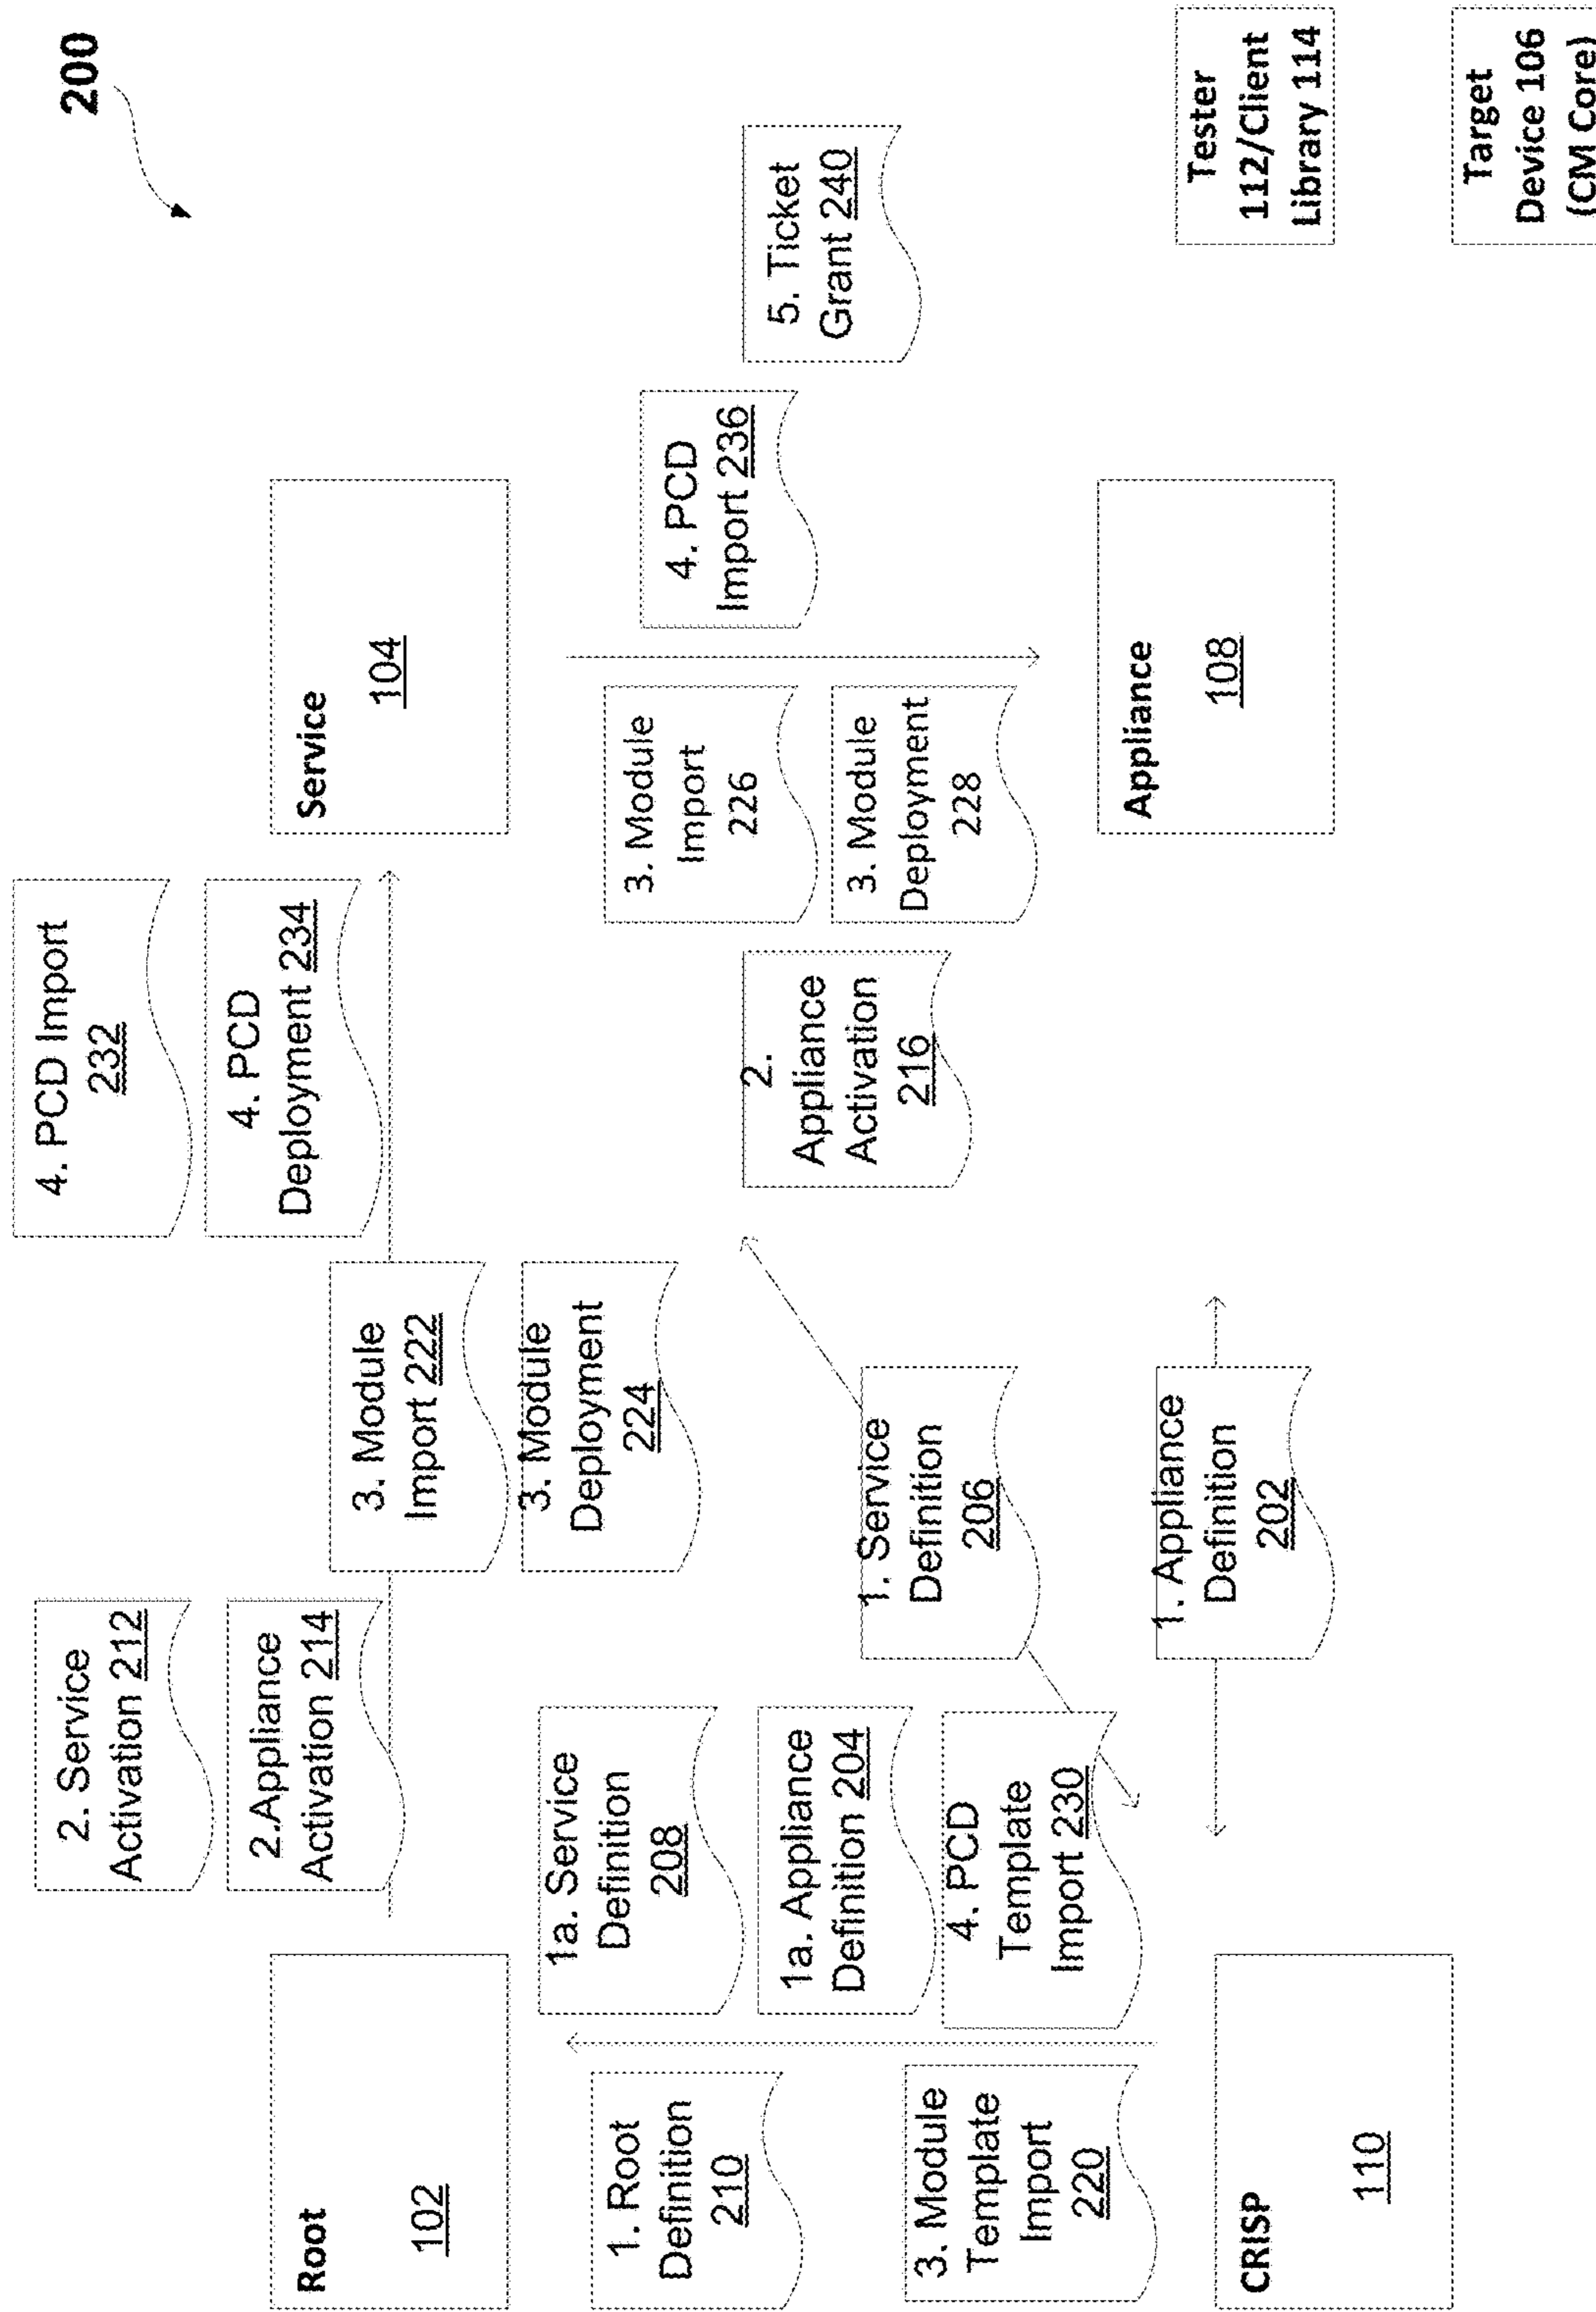 200
4. PCD Import
232
4. PCD
Deployment 234
2. Service
Activation 212
2.Appliance
Activation 214
Root
102
Service
104
3. Module
Import 222
3. Module
Deployment
224
1. Root
Definition
210
1a. Service
Definition
208
1a. Appliance
Definition 204
3. Module
Template
Import
220
4. PCD
Template
Import 230
1. Service
Definition
206
2.
Appliance
Activation
216
3. Module
Import
226
3. Module
Deployment
228
4. PCD
Import 236
5. Ticket
Grant 240
1. Appliance
Definition
202
CRISP
110
Appliance
108
Tester
112/Client
Library 114
Target
Device 106
(CM Core)